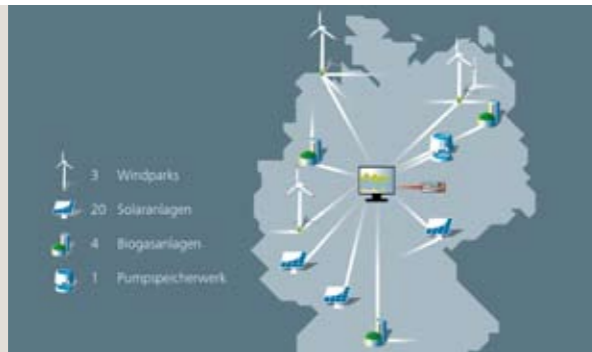 3 Windparks
20 Solaranlagen
4 Biogasanlagen
1 Pumpspeicherwerk